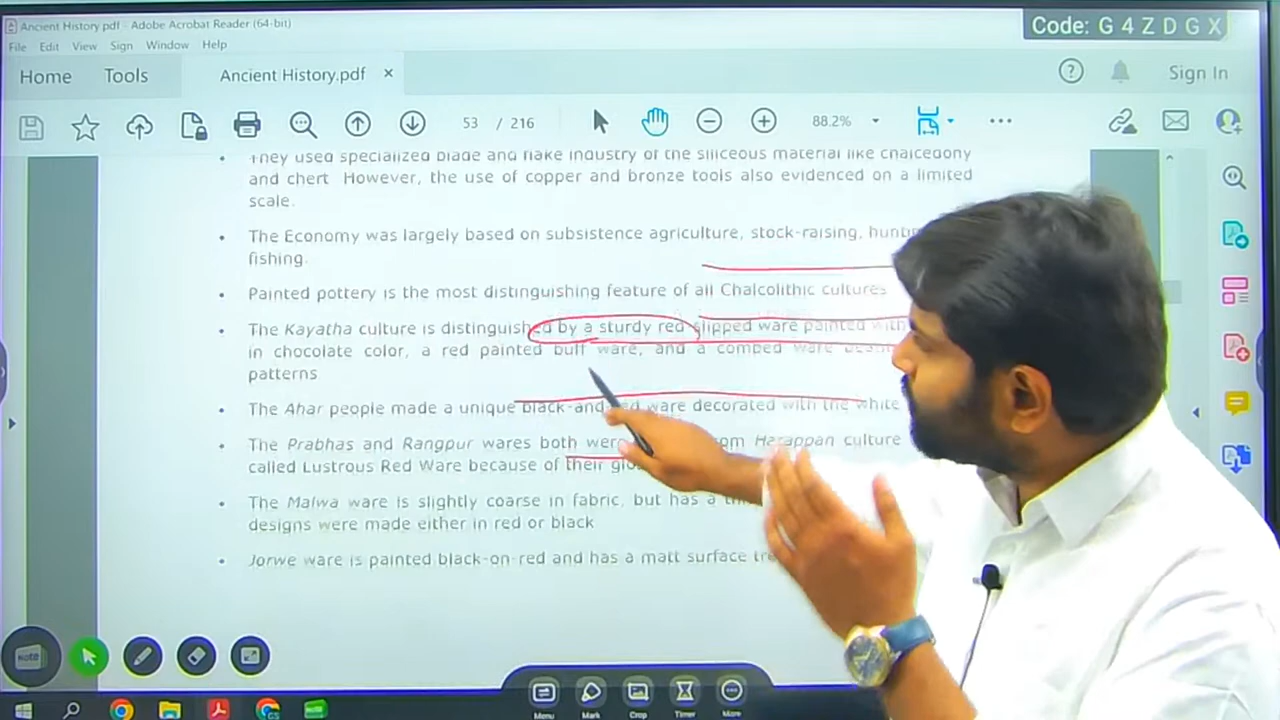 Ancient History.pdf - Adobe Acrobat Reader (64-bit)
Code: G 4 Z D G X
File Edit View Sign Window Help
Home Tools Ancient History.pdf × Sign In
53 / 216 88.2%
They used specialized blade and flake industry of the siliceous material like chalcedony
and chert However, the use of copper and bronze tools also evidenced on a limited
scale.
• The Economy was largely based on subsistence agriculture, stock-raising,
fishing.
• Painted pottery is the most distinguishing feature of all Chalcolithic cultures
• The Kayatha culture is distinguished by a sturdy red slipped ware painted with
in chocolate color, a red painted buff ware, and a combed ware
patterns
• The Ahar people made a unique black-and-red ware decorated with the white
• The Prabhas and Rangpur wares both were Harappan culture
called Lustrous Red Ware because of their
• The Malwa ware is slightly coarse in fabric, but has a
designs were made either in red or black
• Jorwe ware is painted black-on-red and has a matt surface
Note
Menu Mark Crop Timer More